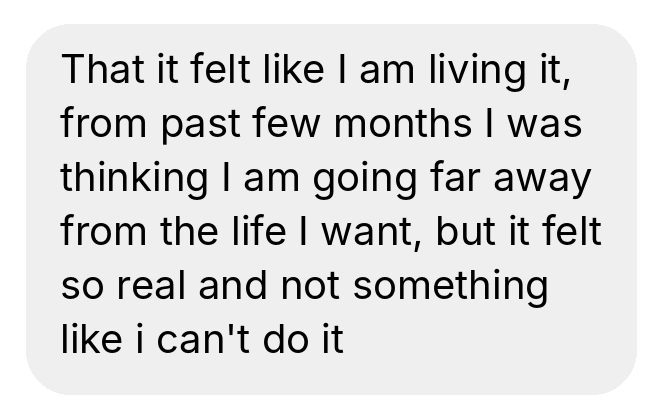 That it felt like I am living it,
from past few months I was
thinking I am going far away
from the life I want, but it felt
so real and not something
like i can't do it